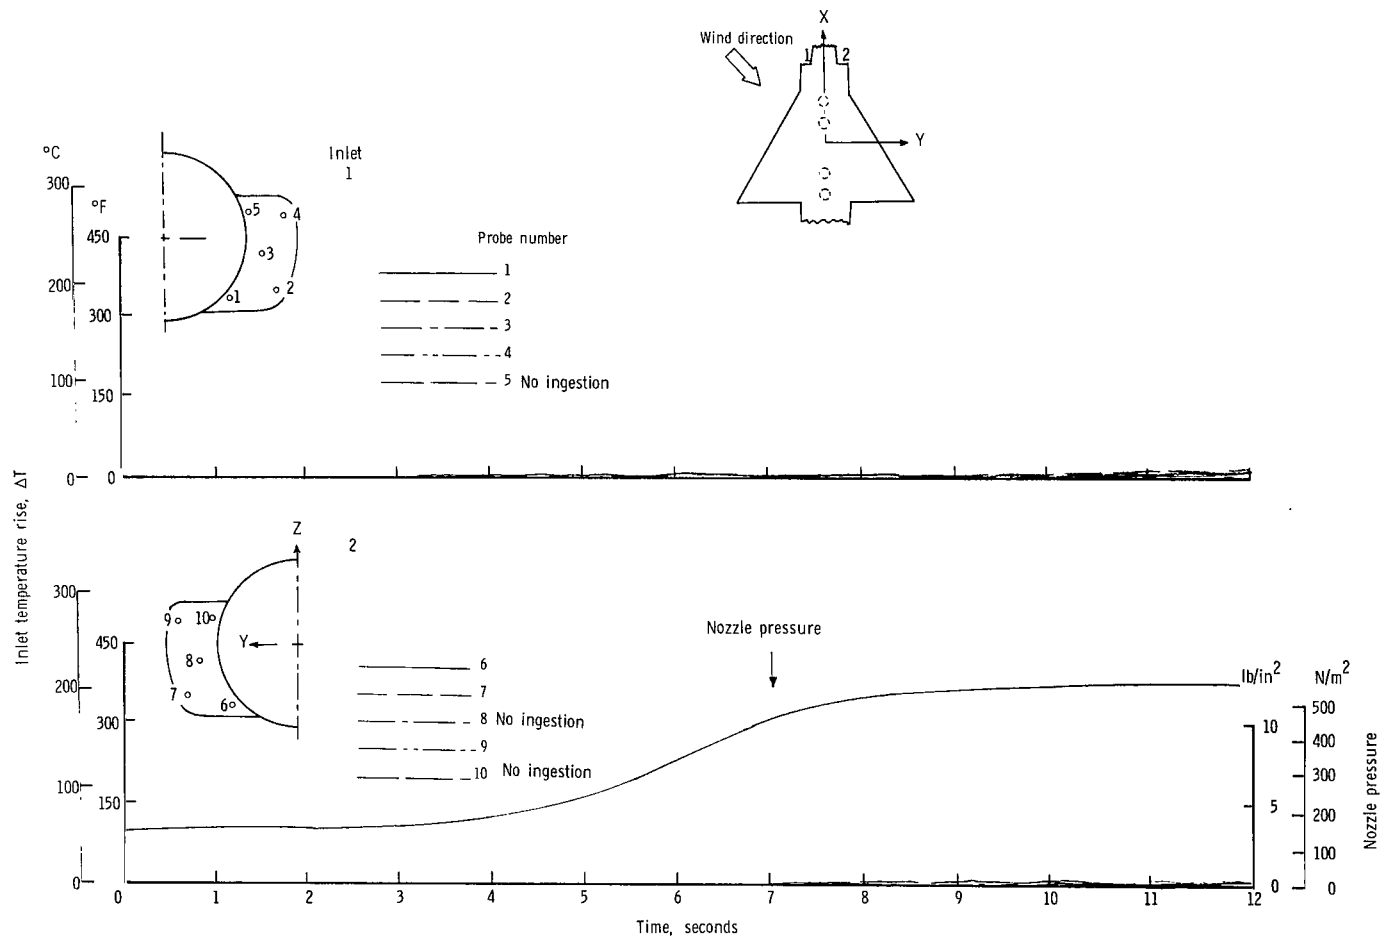 X
Wind direction
1 2
Y
°C
Inlet
1
300
°F
5 4
450
Probe number
3
1
200
2
1
2
300
3
4
100
5 No ingestion
150
0 0
Inlet temperature rise, ΔT
Z
2
300
9 10
Nozzle pressure
450
Y
8
6
lb/in² N/m²
200
7
6
7
500
300
8 No ingestion
10
400
9
10 No ingestion
300
100
150
5
200
100
0
0 0
0 1 2 3 4 5 6 7 8 9 10 11 12
Time, seconds
Nozzle pressure